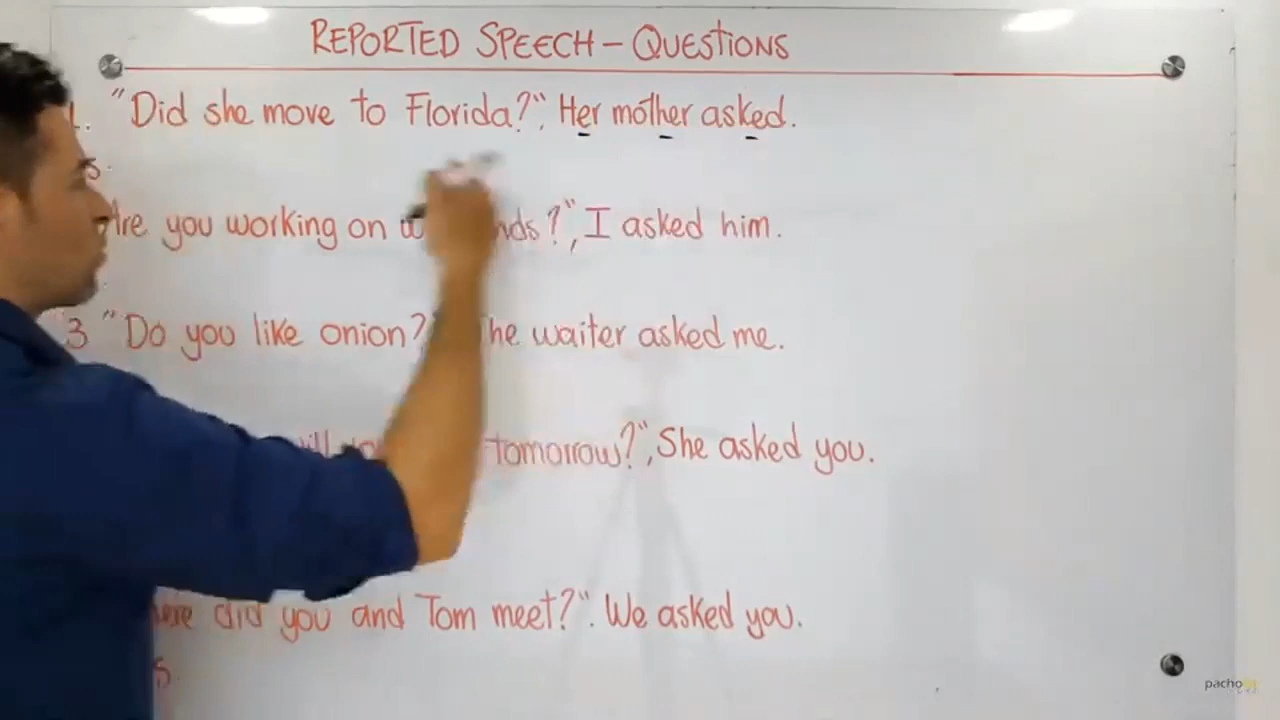 REPORTED SPEECH - QUESTIONS
1. "Did she move to Florida?". Her mother asked.
S.
Are you working on ?", I asked him.
3 "Do you like onion? The waiter asked me.
tomorrow?", She asked you.
did you and Tom meet?". We asked you.
S.
pacho